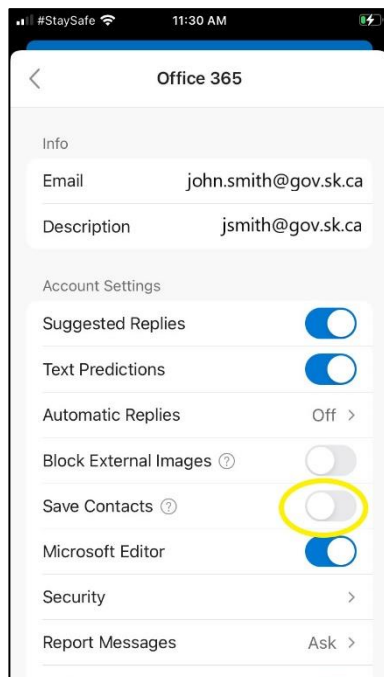 #StaySafe 11:30 AM
Office 365
Info
Email john.smith@gov.sk.ca
Description jsmith@gov.sk.ca
Account Settings
Suggested Replies
Text Predictions
Automatic Replies Off >
Block External Images ?
Save Contacts ?
Microsoft Editor
Security >
Report Messages Ask >